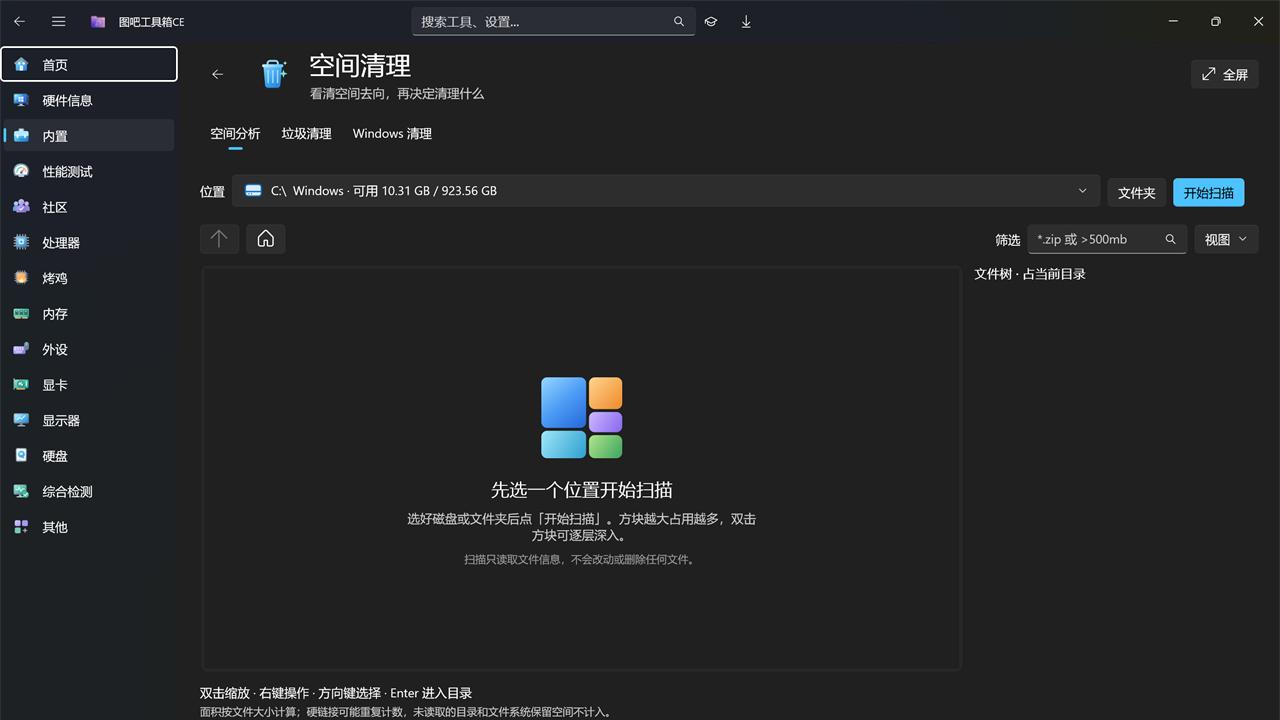 图吧工具箱CE
搜索工具、设置...
首页
硬件信息
内置
性能测试
社区
处理器
烤鸡
内存
外设
显卡
显示器
硬盘
综合检测
其他
空间清理
看清空间去向，再决定清理什么
全屏
空间分析 垃圾清理 Windows 清理
位置 C:\ Windows · 可用 10.31 GB / 923.56 GB 文件夹 开始扫描
筛选 *.zip 或 >500mb 视图
文件树 · 占当前目录
先选一个位置开始扫描
选好磁盘或文件夹后点「开始扫描」。方块越大占用越多，双击
方块可逐层深入。
扫描只读取文件信息，不会改动或删除任何文件。
双击缩放 · 右键操作 · 方向键选择 · Enter 进入目录
面积按文件大小计算；硬链接可能重复计数，未读取的目录和文件系统保留空间不计入。